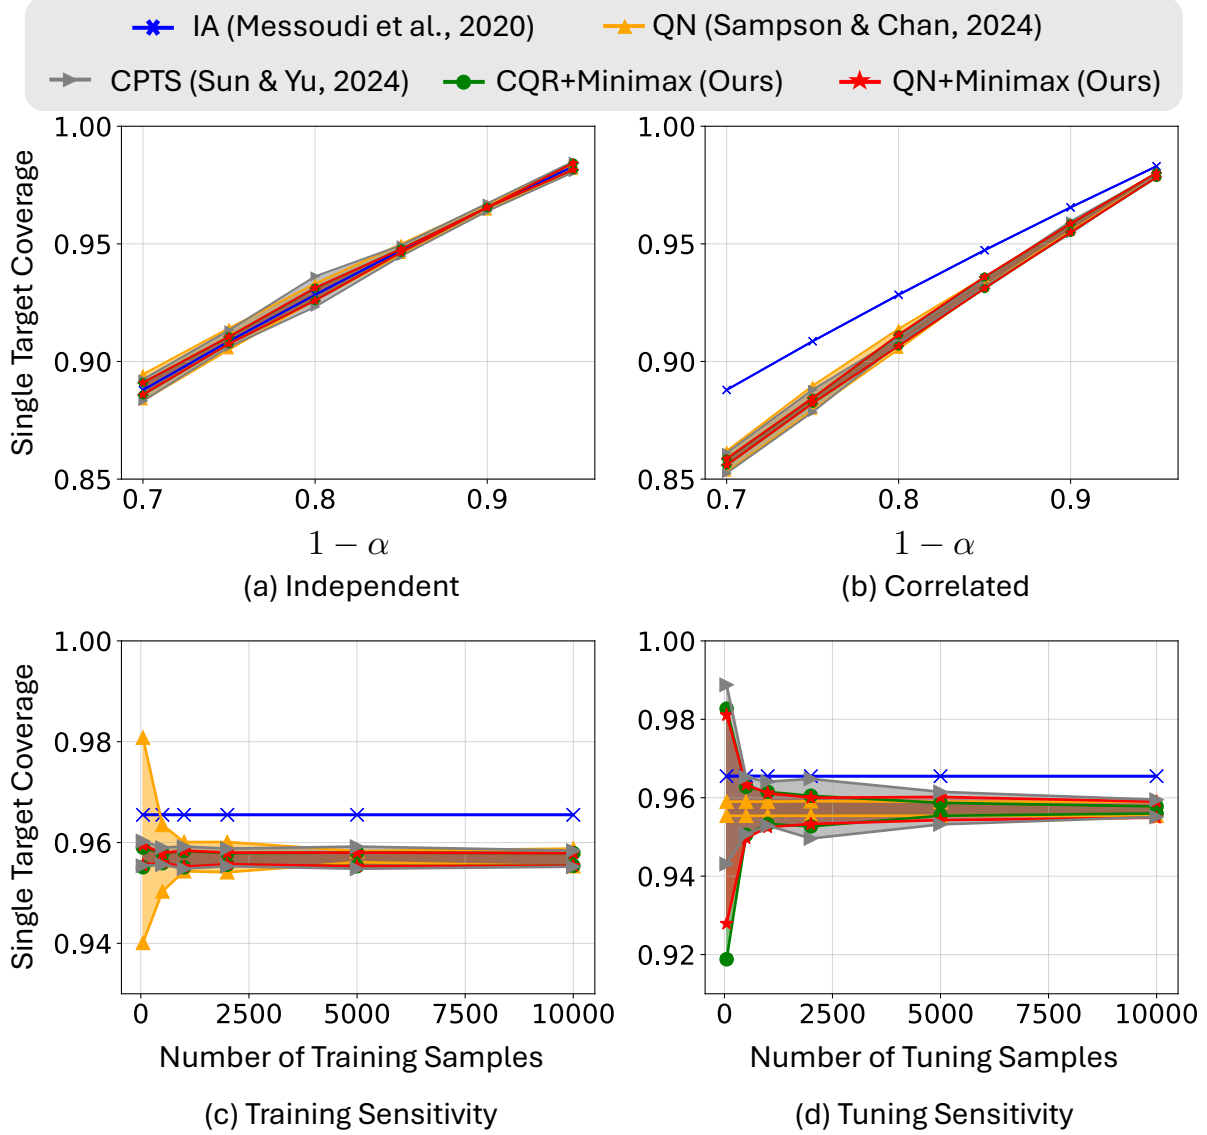 IA (Messoudi et al., 2020)
QN (Sampson & Chan, 2024)
CPTS (Sun & Yu, 2024)
CQR+Minimax (Ours)
QN+Minimax (Ours)
Single Target Coverage
1.00
0.95
0.90
0.85
0.7
0.8
0.9
1 − α
(a) Independent
1.00
0.95
0.90
0.85
0.7
0.8
0.9
1 − α
(b) Correlated
Single Target Coverage
1.00
0.98
0.96
0.94
0
2500
5000
7500
10000
Number of Training Samples
(c) Training Sensitivity
1.00
0.98
0.96
0.94
0.92
0
2500
5000
7500
10000
Number of Tuning Samples
(d) Tuning Sensitivity